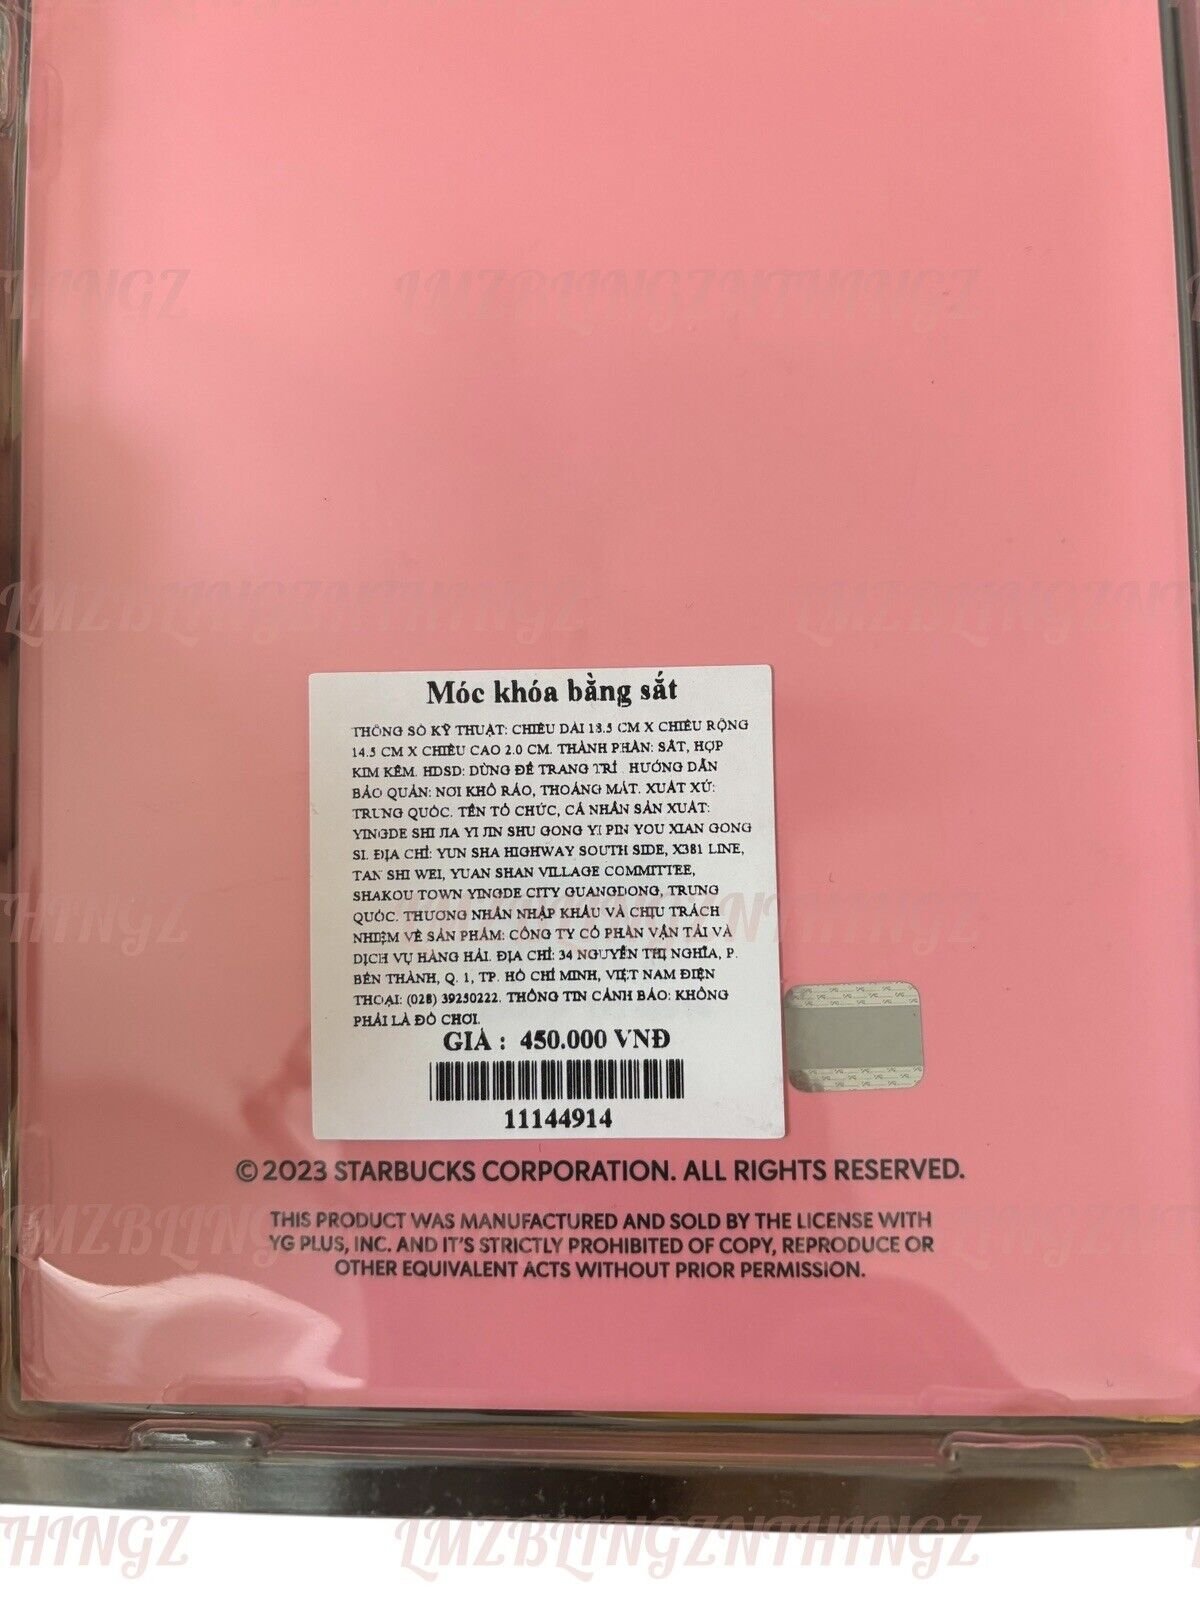 LMZBLINGZNTHINGZ
Móc khóa bằng sắt
THÔNG SỐ KỸ THUẬT: CHIỀU DÀI 18.5 CM X CHIỀU RỘNG
14.5 CM X CHIỀU CAO 2.0 CM. THÀNH PHẦN: SẮT, HỢP
KIM KẼM. HDSD: DÙNG ĐỂ TRANG TRÍ . HƯỚNG DẪN
BẢO QUẢN: NƠI KHÔ RÁO, THOÁNG MÁT. XUẤT XỨ:
TRUNG QUỐC. TÊN TỔ CHỨC, CÁ NHÂN SẢN XUẤT:
YINGDE SHI JIA YI JIN SHU GONG YI PIN YOU XIAN GONG
SI. ĐỊA CHỈ: YUN SHA HIGHWAY SOUTH SIDE, X381 LINE,
TAN SHI WEI, YUAN SHAN VILLAGE COMMITTEE,
SHAKOU TOWN YINGDE CITY GUANGDONG, TRUNG
QUỐC. THƯƠNG NHÂN NHẬP KHẨU VÀ CHỊU TRÁCH
NHIỆM VỀ SẢN PHẨM: CÔNG TY CỔ PHẦN VẬN TẢI VÀ
DỊCH VỤ HÀNG HẢI. ĐỊA CHỈ: 34 NGUYỄN THỊ NGHĨA, P.
BẾN THÀNH, Q. 1, TP. HỒ CHÍ MINH, VIỆT NAM ĐIỆN
THOẠI: (028) 39250222. THÔNG TIN CẢNH BÁO: KHÔNG
PHẢI LÀ ĐỒ CHƠI.
GIÁ : 450.000 VNĐ
11144914
© 2023 STARBUCKS CORPORATION. ALL RIGHTS RESERVED.
THIS PRODUCT WAS MANUFACTURED AND SOLD BY THE LICENSE WITH
YG PLUS, INC. AND IT'S STRICTLY PROHIBITED OF COPY, REPRODUCE OR
OTHER EQUIVALENT ACTS WITHOUT PRIOR PERMISSION.
THINGZ LMZBLINGZNTHINGZ